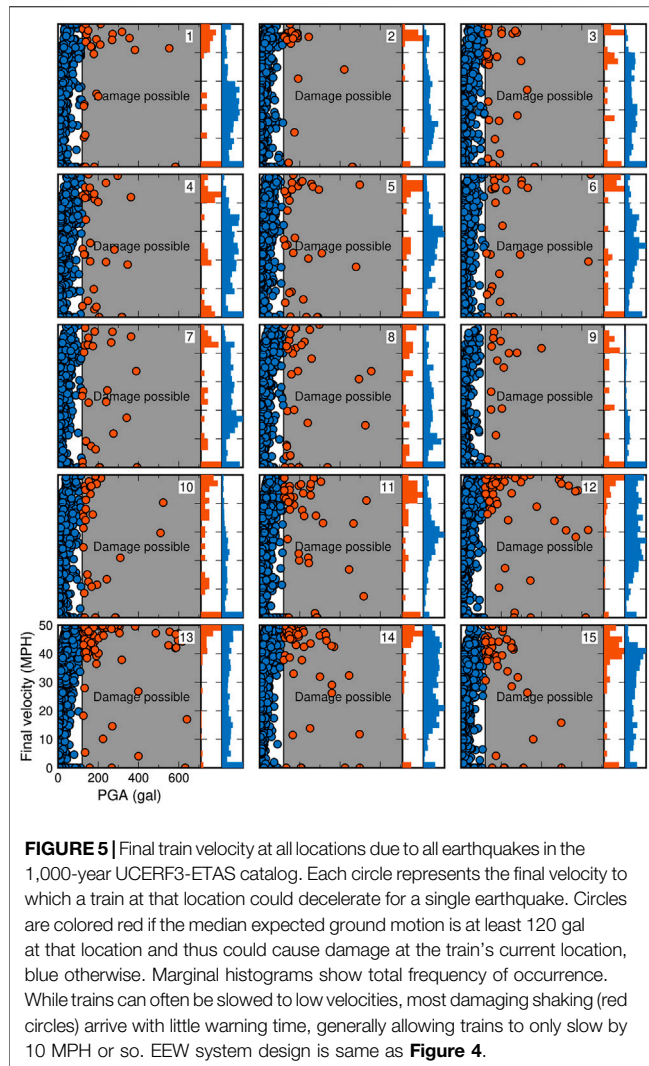 1
Damage possible
2
Damage possible
3
Damage possible
4
Damage possible
5
Damage possible
6
Damage possible
7
Damage possible
8
Damage possible
9
Damage possible
10
Damage possible
11
Damage possible
12
Damage possible
13
Damage possible
14
Damage possible
15
Damage possible
50
40
30
20
10
0
Final velocity (MPH)
0 200 400 600
PGA (gal)
FIGURE 5 | Final train velocity at all locations due to all earthquakes in the
1,000-year UCERF3-ETAS catalog. Each circle represents the final velocity to
which a train at that location could decelerate for a single earthquake. Circles
are colored red if the median expected ground motion is at least 120 gal
at that location and thus could cause damage at the train's current location,
blue otherwise. Marginal histograms show total frequency of occurrence.
While trains can often be slowed to low velocities, most damaging shaking (red
circles) arrive with little warning time, generally allowing trains to only slow by
10 MPH or so. EEW system design is same as Figure 4.